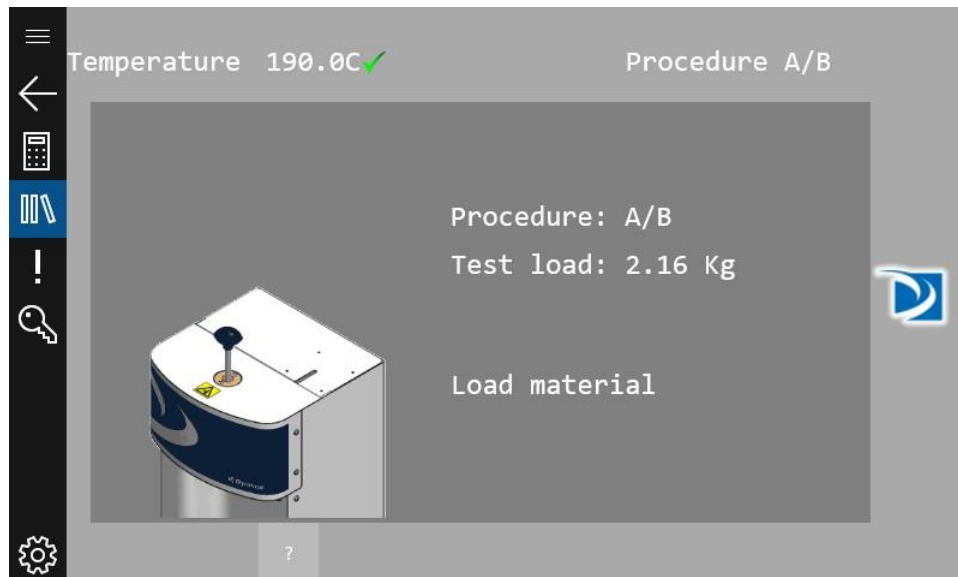 Temperature 190.0C✓ Procedure A/B
Procedure: A/B
Test load: 2.16 Kg
Load material
?